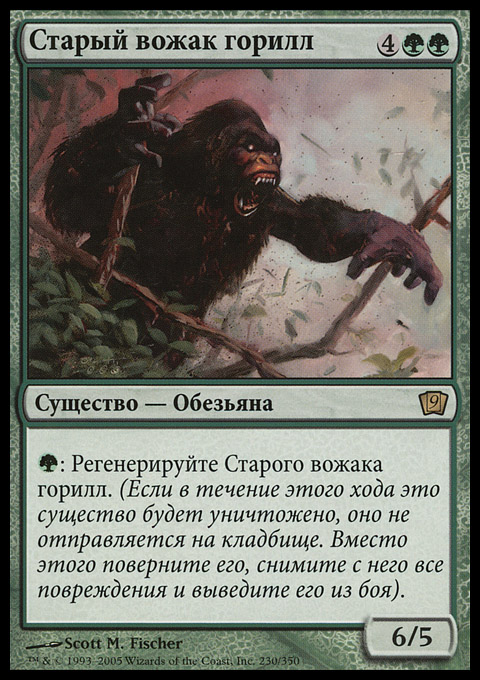 Старый вожак горилл 4
Существо — Обезьяна 9
: Регенерируйте Старого вожака
горилл. (Если в течение этого хода это
существо будет уничтожено, оно не
отправляется на кладбище. Вместо
этого поверните его, снимите с него все
повреждения и выведите его из боя).
Scott M. Fischer
6/5
™ & © 1993–2005 Wizards of the Coast, Inc. 230/350